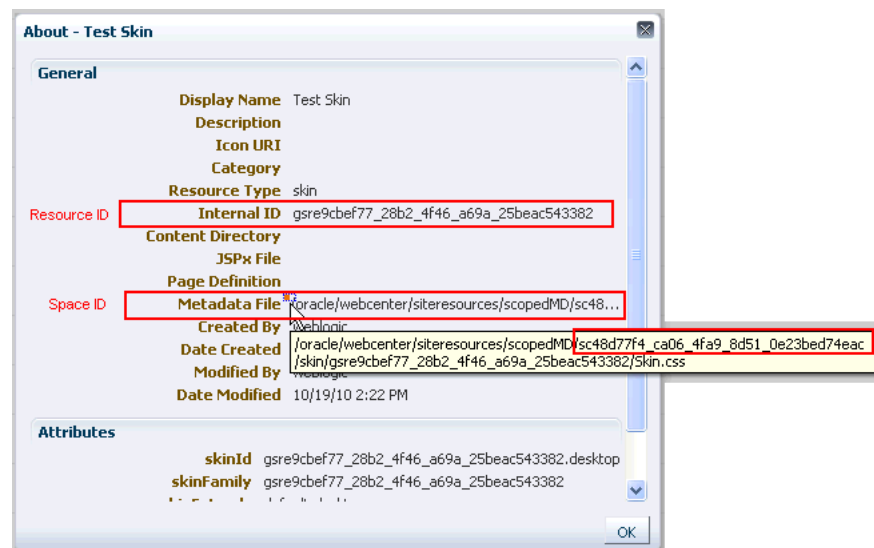 About - Test Skin
General
Display Name Test Skin
Description
Icon URI
Category
Resource Type skin
Resource ID Internal ID gsre9cbef77_28b2_4f46_a69a_25beac543382
Content Directory
JSPx File
Page Definition
Space ID Metadata File /oracle/webcenter/siteresources/scopedMD/sc48...
Created By weblogic
Date Created /oracle/webcenter/siteresources/scopedMD/sc48d77f4_ca06_4fa9_8d51_0e23bed74eac
/skin/gsre9cbef77_28b2_4f46_a69a_25beac543382/Skin.css
Modified By weblogic
Date Modified 10/19/10 2:22 PM
Attributes
skinId gsre9cbef77_28b2_4f46_a69a_25beac543382.desktop
skinFamily gsre9cbef77_28b2_4f46_a69a_25beac543382
OK